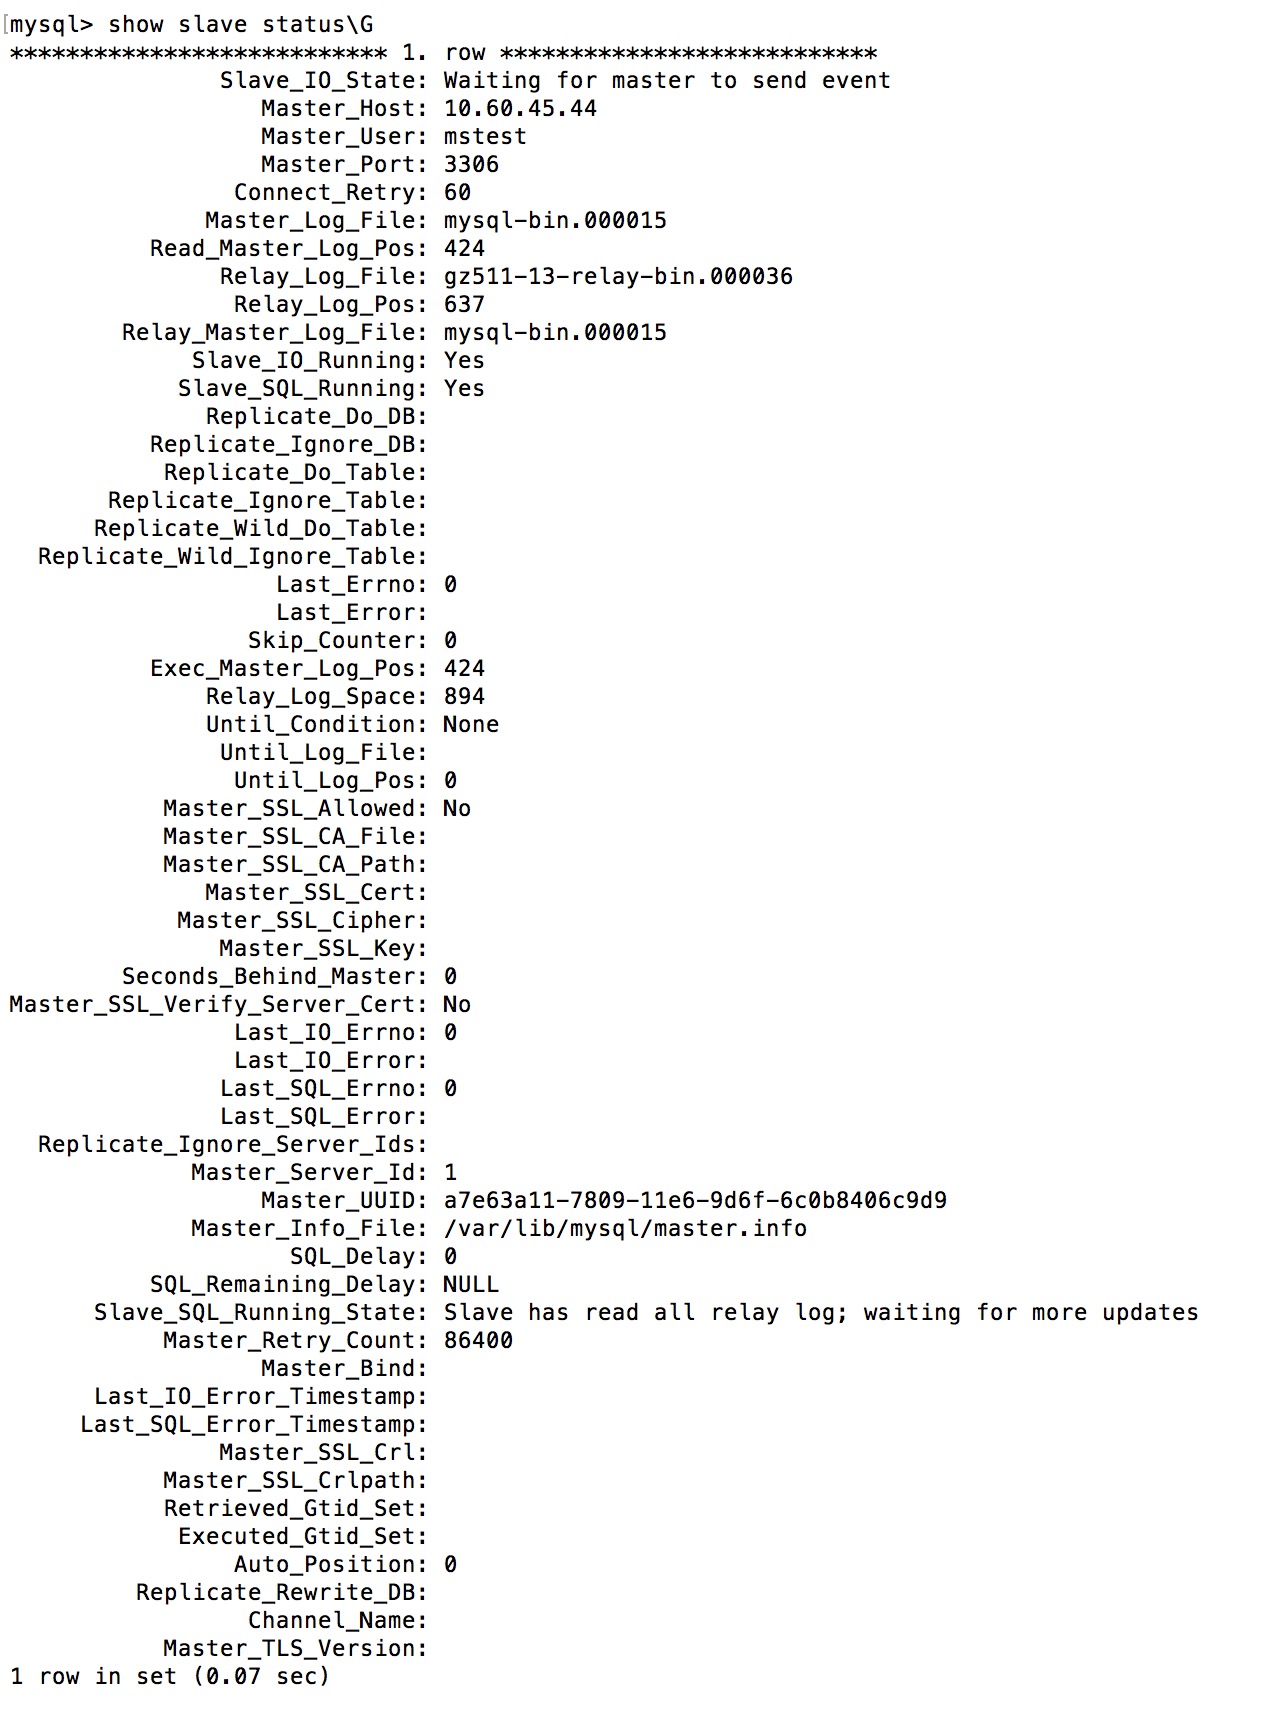 mysql> show slave status\G
*************************** 1. row ***************************
Slave_IO_State: Waiting for master to send event
Master_Host: 10.60.45.44
Master_User: mstest
Master_Port: 3306
Connect_Retry: 60
Master_Log_File: mysql-bin.000015
Read_Master_Log_Pos: 424
Relay_Log_File: gz511-13-relay-bin.000036
Relay_Log_Pos: 637
Relay_Master_Log_File: mysql-bin.000015
Slave_IO_Running: Yes
Slave_SQL_Running: Yes
Replicate_Do_DB:
Replicate_Ignore_DB:
Replicate_Do_Table:
Replicate_Ignore_Table:
Replicate_Wild_Do_Table:
Replicate_Wild_Ignore_Table:
Last_Errno: 0
Last_Error:
Skip_Counter: 0
Exec_Master_Log_Pos: 424
Relay_Log_Space: 894
Until_Condition: None
Until_Log_File:
Until_Log_Pos: 0
Master_SSL_Allowed: No
Master_SSL_CA_File:
Master_SSL_CA_Path:
Master_SSL_Cert:
Master_SSL_Cipher:
Master_SSL_Key:
Seconds_Behind_Master: 0
Master_SSL_Verify_Server_Cert: No
Last_IO_Errno: 0
Last_IO_Error:
Last_SQL_Errno: 0
Last_SQL_Error:
Replicate_Ignore_Server_Ids:
Master_Server_Id: 1
Master_UUID: a7e63a11-7809-11e6-9d6f-6c0b8406c9d9
Master_Info_File: /var/lib/mysql/master.info
SQL_Delay: 0
SQL_Remaining_Delay: NULL
Slave_SQL_Running_State: Slave has read all relay log; waiting for more updates
Master_Retry_Count: 86400
Master_Bind:
Last_IO_Error_Timestamp:
Last_SQL_Error_Timestamp:
Master_SSL_Crl:
Master_SSL_Crlpath:
Retrieved_Gtid_Set:
Executed_Gtid_Set:
Auto_Position: 0
Replicate_Rewrite_DB:
Channel_Name:
Master_TLS_Version:
1 row in set (0.07 sec)